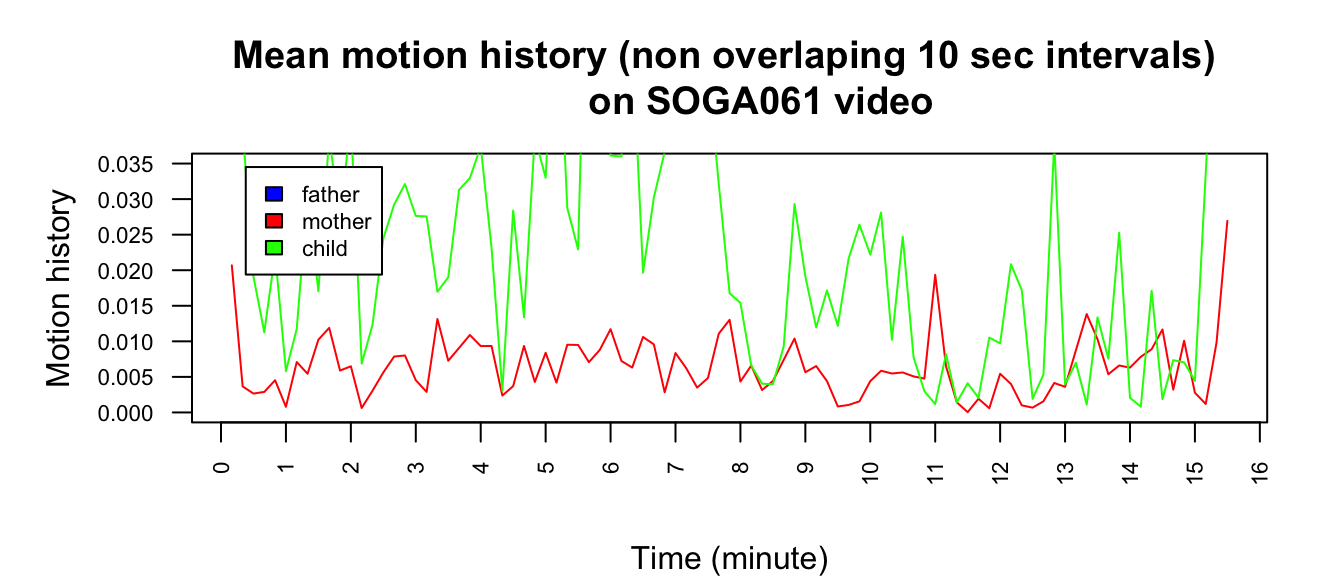 Mean motion history (non overlaping 10 sec intervals)
on SOGA061 video
Motion history
0.035
0.030
0.025
0.020
0.015
0.010
0.005
0.000
father
mother
child
0 1 2 3 4 5 6 7 8 9 10 11 12 13 14 15 16
Time (minute)